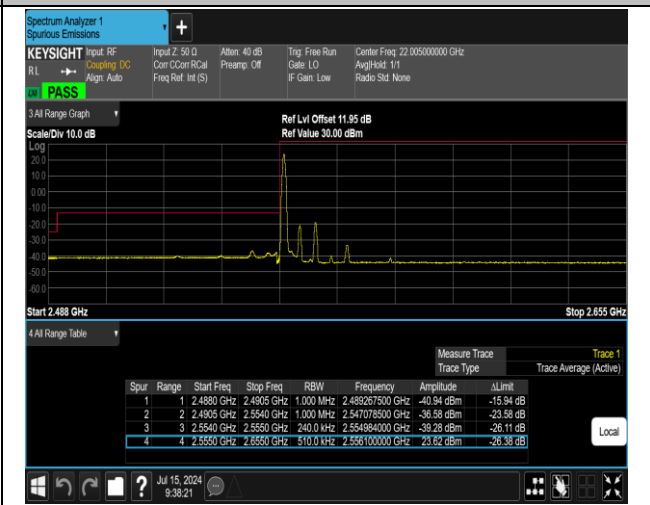 Spectrum Analyzer 1
Spurious Emissions
+
KEYSIGHT Input: RF Input Z: 50 Ω Atten: 40 dB Trig: Free Run Center Freq: 22.005000000 GHz
RL Coupling: DC Corr CCorr RCal Preamp: Off Gate: LO Avg|Hold: 1/1
Align: Auto Freq Ref: Int (S) IF Gain: Low Radio Std: None
PASS
3 All Range Graph
Ref Lvl Offset 11.95 dB
Scale/Div 10.0 dB Ref Value 30.00 dBm
Log
20.0
10.0
0.00
-10.0
-20.0
-30.0
-40.0
-50.0
-60.0
Start 2.488 GHz Stop 2.655 GHz
4 All Range Table
Measure Trace Trace 1
Trace Type Trace Average (Active)
Spur Range Start Freq Stop Freq RBW Frequency Amplitude ΔLimit
1 1 2.4880 GHz 2.4905 GHz 1.000 MHz 2.489267500 GHz -40.94 dBm -15.94 dB
2 2 2.4905 GHz 2.5540 GHz 1.000 MHz 2.547078500 GHz -36.58 dBm -23.58 dB
3 3 2.5540 GHz 2.5550 GHz 240.0 kHz 2.554984000 GHz -39.28 dBm -26.11 dB
4 4 2.5550 GHz 2.6550 GHz 510.0 kHz 2.556100000 GHz 23.62 dBm -26.38 dB
Local
? Jul 15, 2024
9:38:21